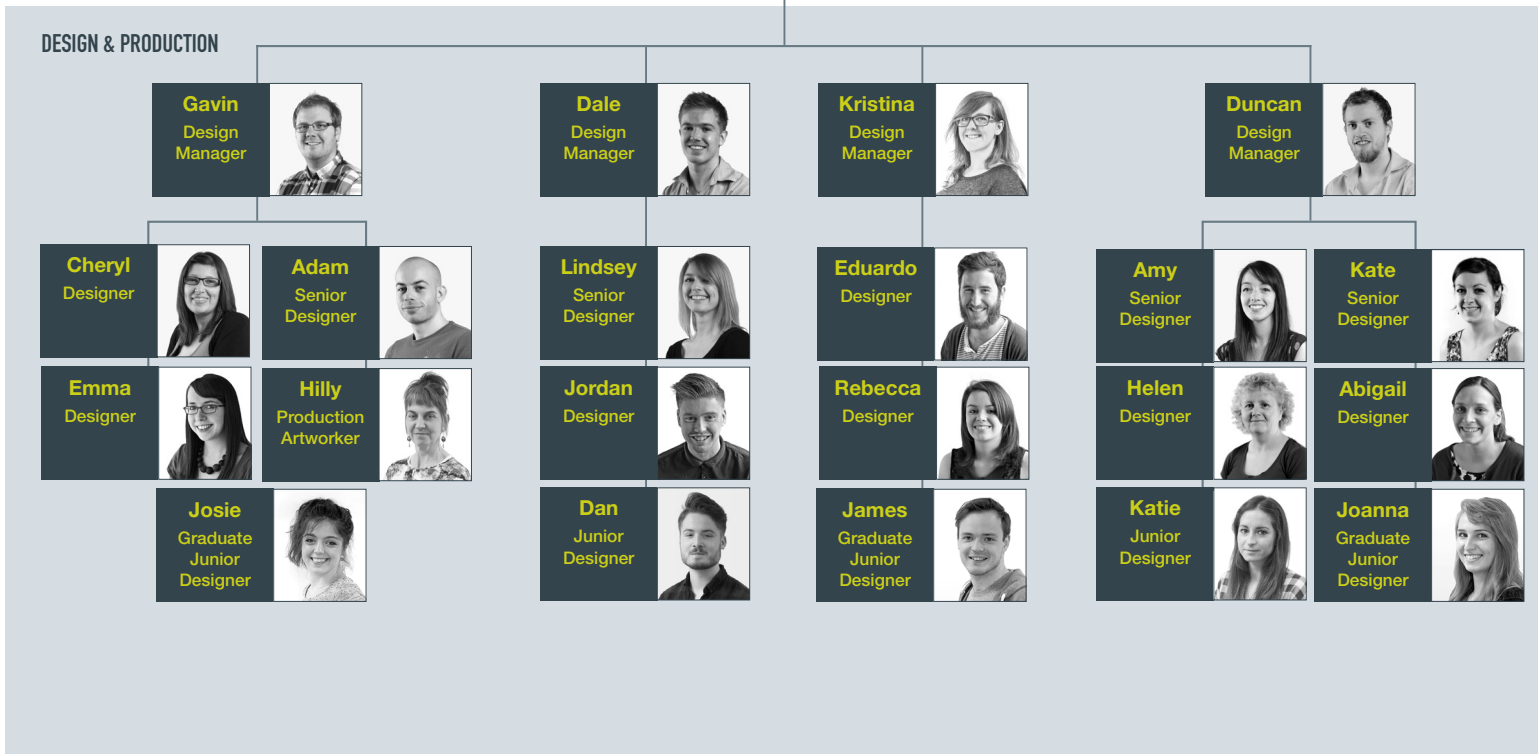 DESIGN & PRODUCTION
Gavin
Design
Manager
Dale
Design
Manager
Kristina
Design
Manager
Duncan
Design
Manager
Cheryl
Designer
Adam
Senior
Designer
Lindsey
Senior
Designer
Eduardo
Designer
Amy
Senior
Designer
Kate
Senior
Designer
Emma
Designer
Hilly
Production
Artworker
Jordan
Designer
Rebecca
Designer
Helen
Designer
Abigail
Designer
Josie
Graduate
Junior
Designer
Dan
Junior
Designer
James
Graduate
Junior
Designer
Katie
Junior
Designer
Joanna
Graduate
Junior
Designer